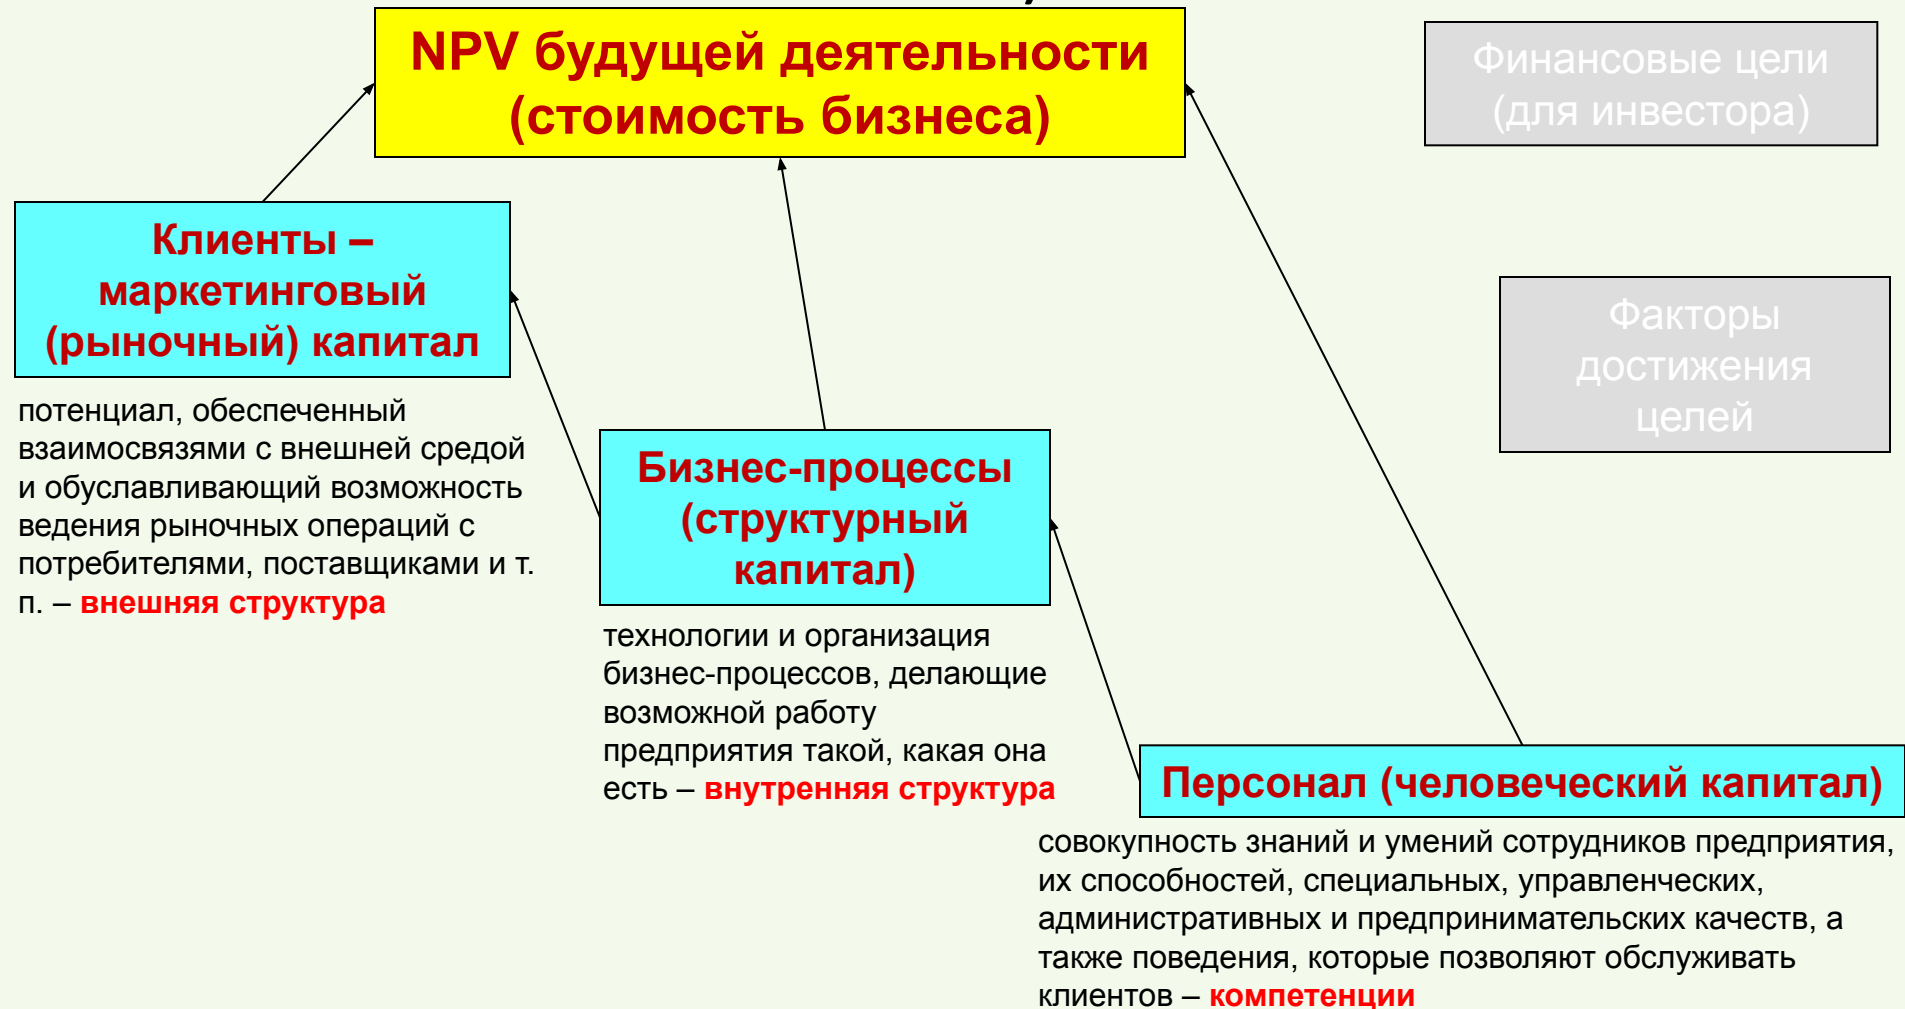 NPV будущей деятельности
(стоимость бизнеса)
Финансовые цели
(для инвестора)
Клиенты –
маркетинговый
(рыночный) капитал
Факторы
достижения
целей
потенциал, обеспеченный
взаимосвязями с внешней средой
и обуславливающий возможность
ведения рыночных операций с
потребителями, поставщиками и т.
п. – внешняя структура
Бизнес-процессы
(структурный
капитал)
технологии и организация
бизнес-процессов, делающие
возможной работу
предприятия такой, какая она
есть – внутренняя структура
Персонал (человеческий капитал)
совокупность знаний и умений сотрудников предприятия,
их способностей, специальных, управленческих,
административных и предпринимательских качеств, а
также поведения, которые позволяют обслуживать
клиентов – компетенции